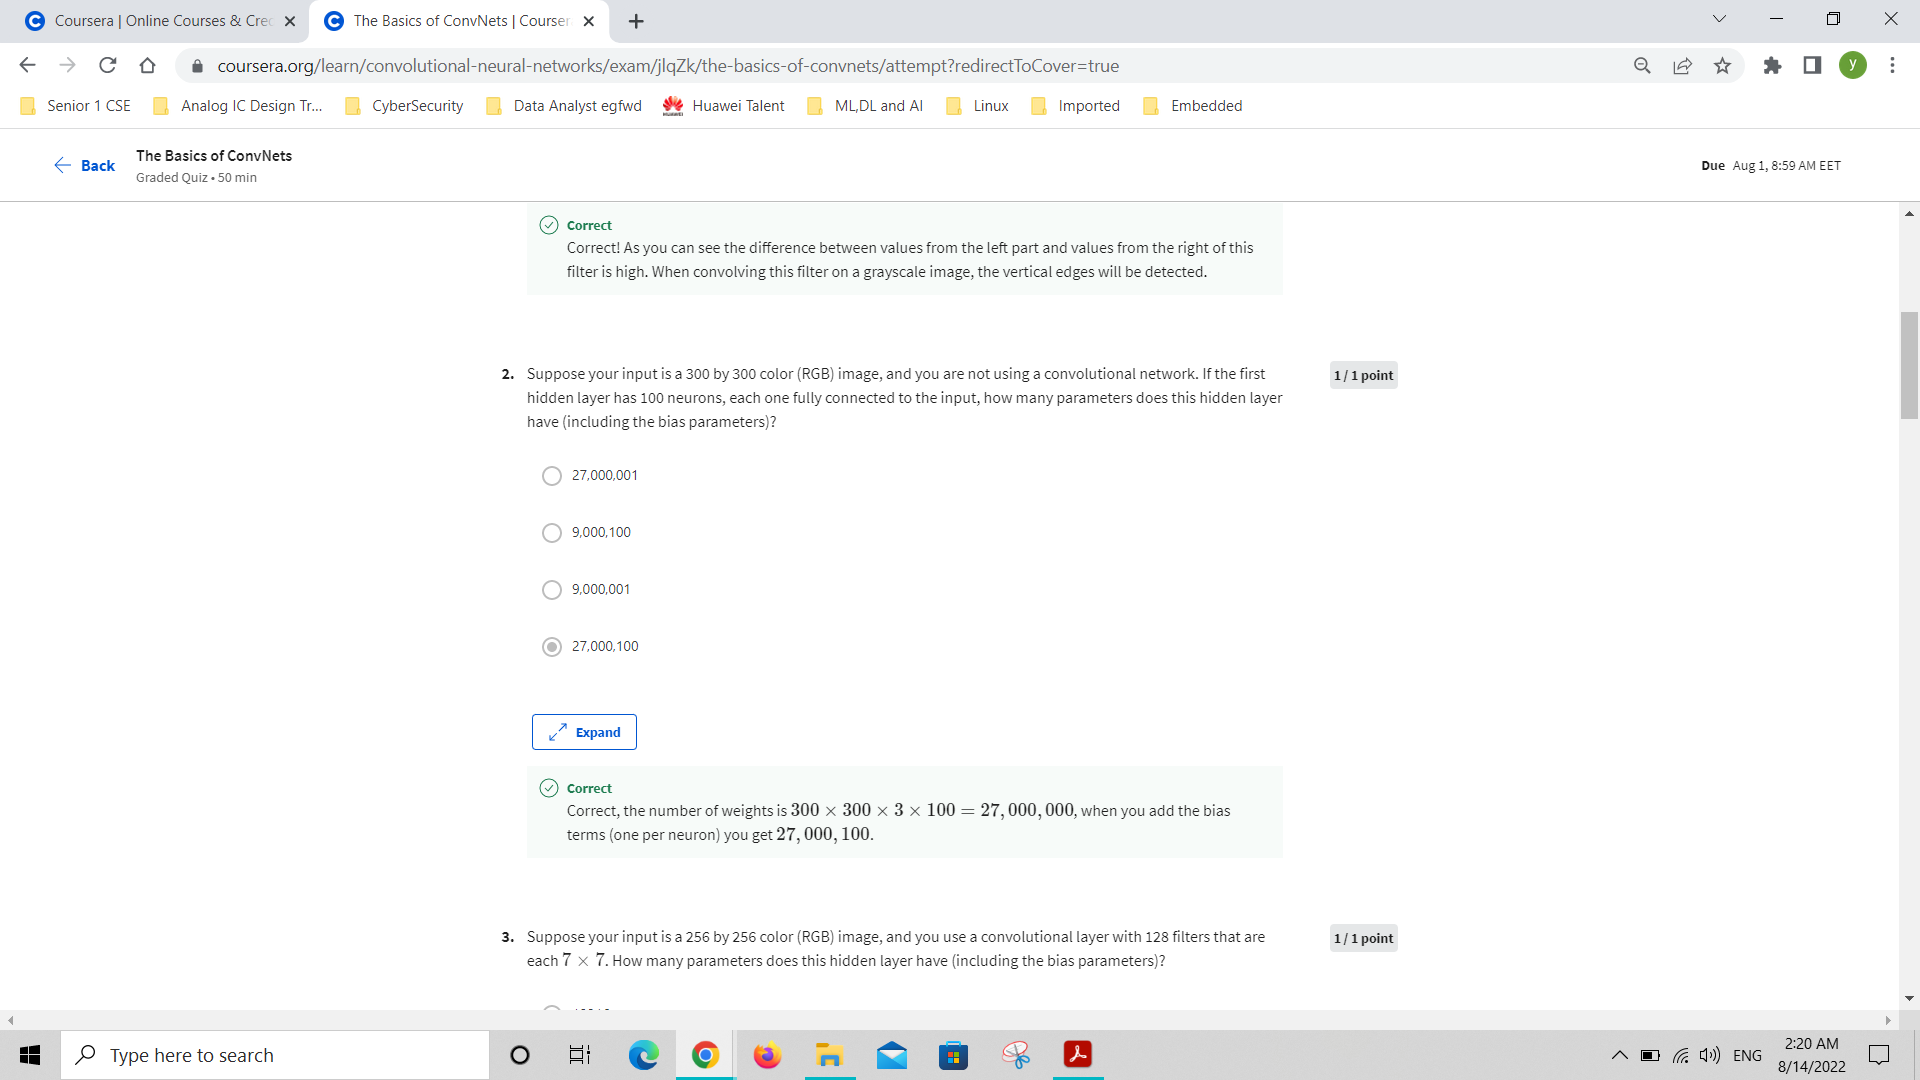 Coursera | Online Courses & Cre
The Basics of ConvNets | Courser
coursera.org/learn/convolutional-neural-networks/exam/jlqZk/the-basics-of-convnets/attempt?redirectToCover=true
y
Senior 1 CSE
Analog IC Design Tr...
CyberSecurity
Data Analyst egfwd
Huawei Talent
ML,DL and AI
Linux
Imported
Embedded
Back
The Basics of ConvNets
Graded Quiz • 50 min
Due Aug 1, 8:59 AM EET
Correct
Correct! As you can see the difference between values from the left part and values from the right of this
filter is high. When convolving this filter on a grayscale image, the vertical edges will be detected.
2. Suppose your input is a 300 by 300 color (RGB) image, and you are not using a convolutional network. If the first
hidden layer has 100 neurons, each one fully connected to the input, how many parameters does this hidden layer
have (including the bias parameters)?
1 / 1 point
27,000,001
9,000,100
9,000,001
27,000,100
Expand
Correct
Correct, the number of weights is 300 × 300 × 3 × 100 = 27, 000, 000, when you add the bias
terms (one per neuron) you get 27, 000, 100.
3. Suppose your input is a 256 by 256 color (RGB) image, and you use a convolutional layer with 128 filters that are
each 7 × 7. How many parameters does this hidden layer have (including the bias parameters)?
1 / 1 point
Type here to search
ENG
2:20 AM
8/14/2022